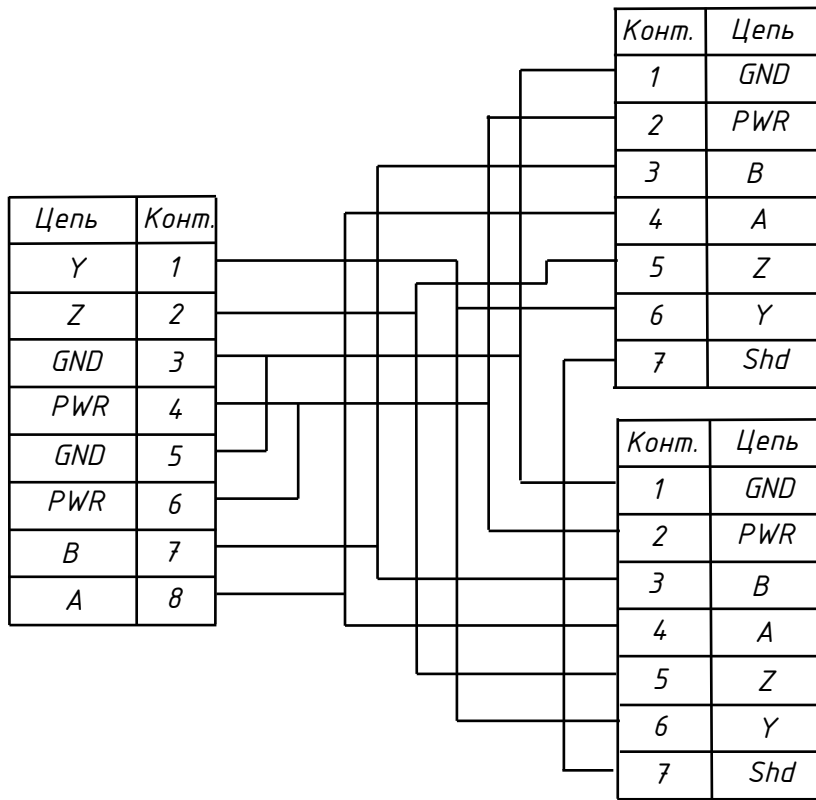 Конт. Цепь
1 GND
2 PWR
3 B
4 A
5 Z
6 Y
7 Shd
Цепь Конт.
Y 1
Z 2
GND 3
PWR 4
GND 5
PWR 6
B 7
A 8
Конт. Цепь
1 GND
2 PWR
3 B
4 A
5 Z
6 Y
7 Shd